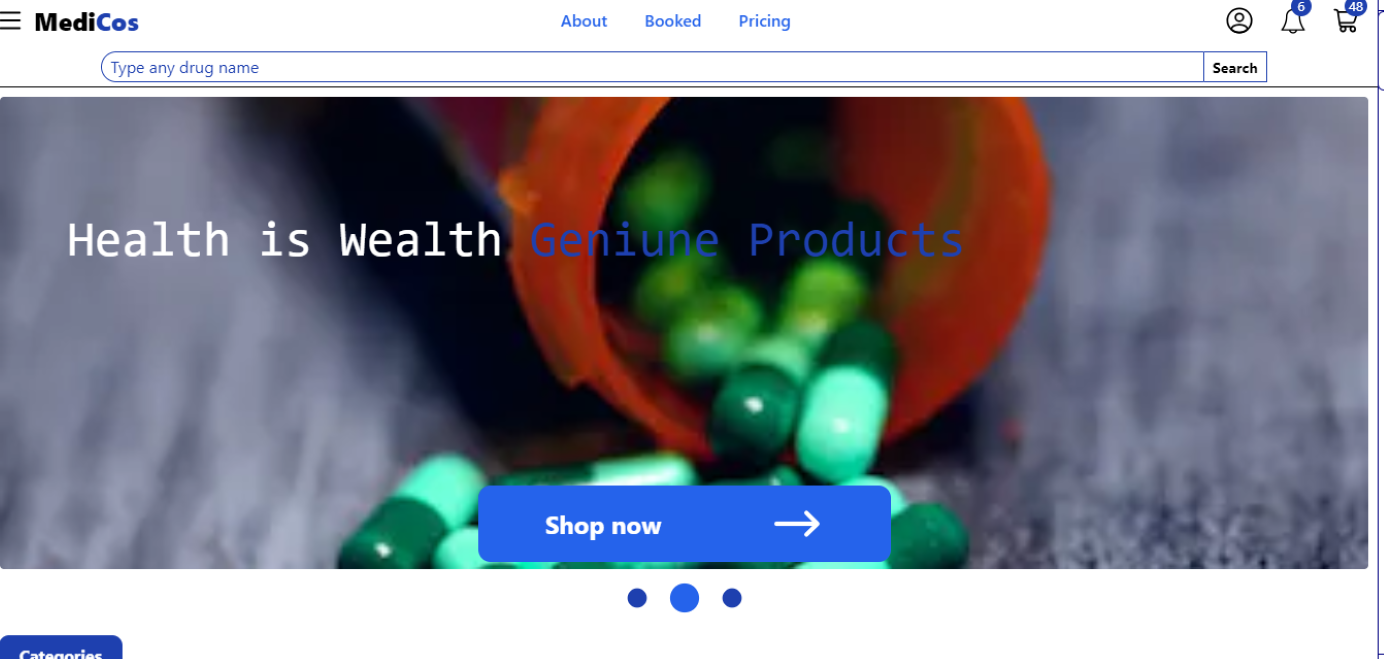 MediCos
About Booked Pricing
6
48
Type any drug name
Search
Health is Wealth Geniune Products
Shop now
Categories